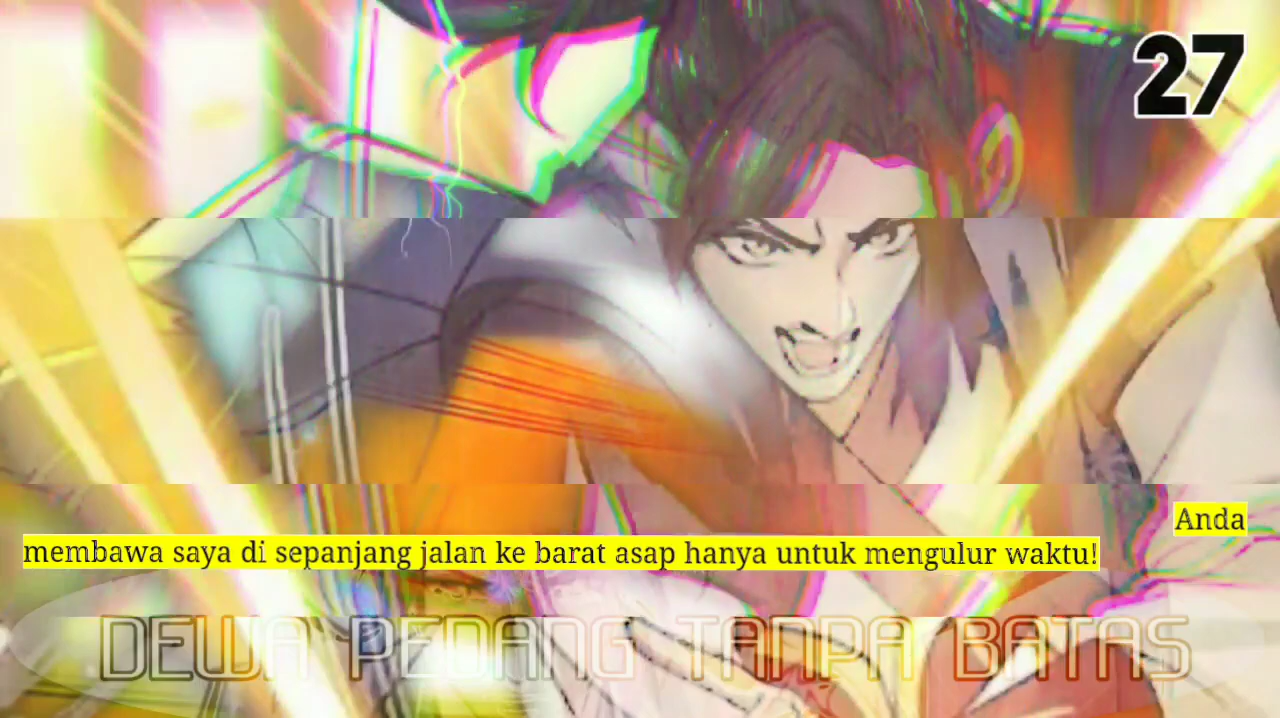 27
Anda
membawa saya di sepanjang jalan ke barat asap hanya untuk mengulur waktu!
DEWA PEDANG TANPA BATAS